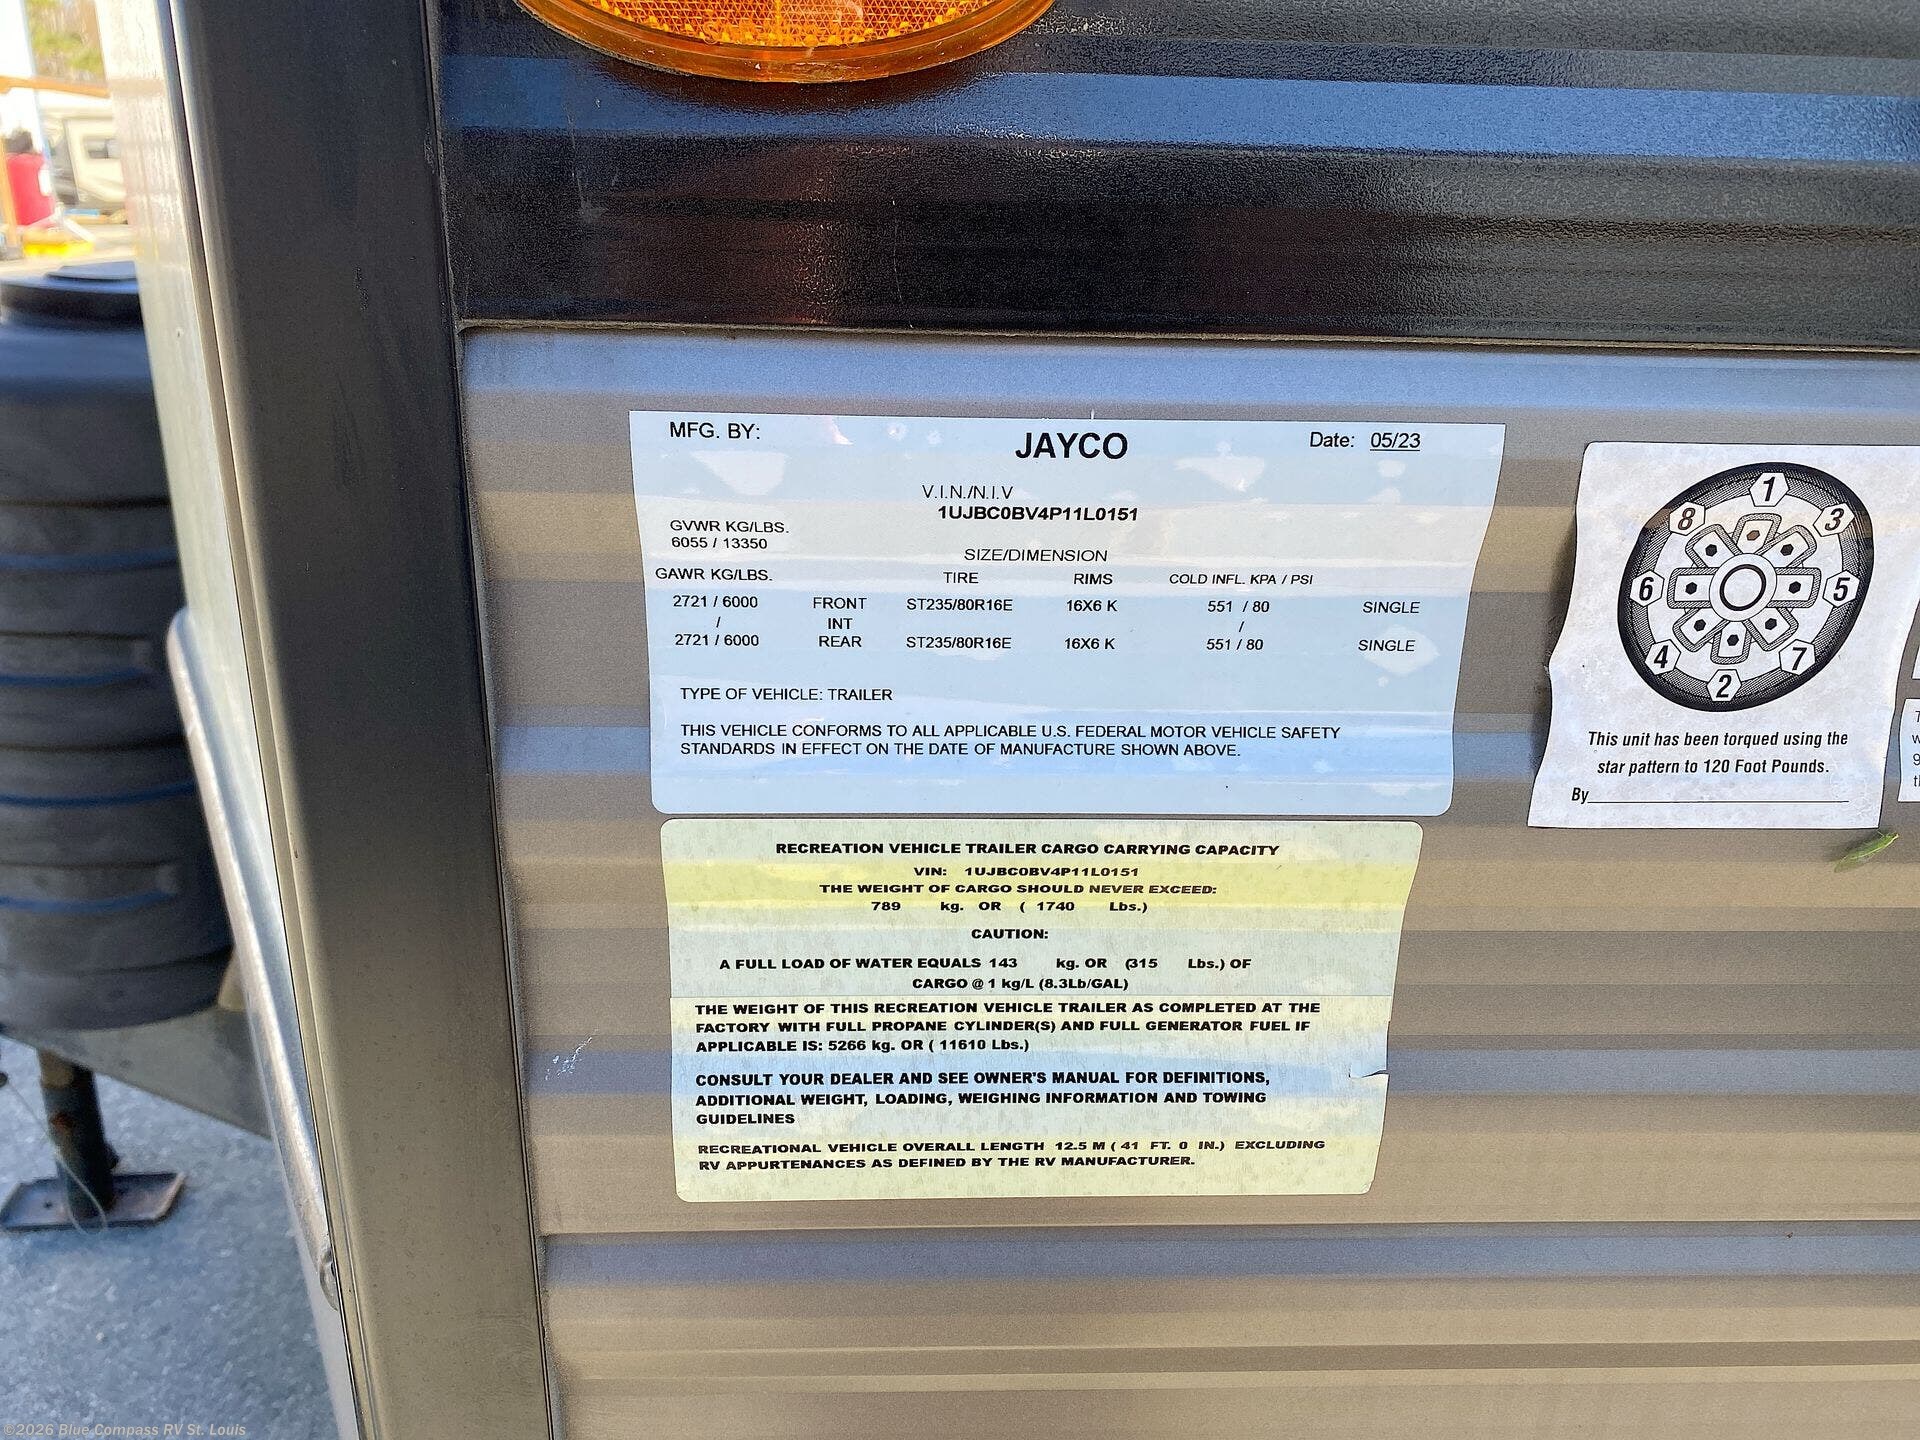 MFG. BY: JAYCO Date: 05/23
V.I.N./N.I.V
1UJBC0BV4P11L0151
GVWR KG/LBS.
6055 / 13350
SIZE/DIMENSION
GAWR KG/LBS. TIRE RIMS COLD INFL. KPA / PSI
2721 / 6000 FRONT ST235/80R16E 16X6 K 551 / 80 SINGLE
/ INT /
2721 / 6000 REAR ST235/80R16E 16X6 K 551 / 80 SINGLE
TYPE OF VEHICLE: TRAILER
THIS VEHICLE CONFORMS TO ALL APPLICABLE U.S. FEDERAL MOTOR VEHICLE SAFETY
STANDARDS IN EFFECT ON THE DATE OF MANUFACTURE SHOWN ABOVE.
RECREATION VEHICLE TRAILER CARGO CARRYING CAPACITY
VIN: 1UJBC0BV4P11L0151
THE WEIGHT OF CARGO SHOULD NEVER EXCEED:
789 kg. OR ( 1740 Lbs.)
CAUTION:
A FULL LOAD OF WATER EQUALS 143 kg. OR (315 Lbs.) OF
CARGO @ 1 kg/L (8.3Lb/GAL)
THE WEIGHT OF THIS RECREATION VEHICLE TRAILER AS COMPLETED AT THE
FACTORY WITH FULL PROPANE CYLINDER(S) AND FULL GENERATOR FUEL IF
APPLICABLE IS: 5266 kg. OR ( 11610 Lbs.)
CONSULT YOUR DEALER AND SEE OWNER'S MANUAL FOR DEFINITIONS,
ADDITIONAL WEIGHT, LOADING, WEIGHING INFORMATION AND TOWING
GUIDELINES
RECREATIONAL VEHICLE OVERALL LENGTH 12.5 M ( 41 FT. 0 IN.) EXCLUDING
RV APPURTENANCES AS DEFINED BY THE RV MANUFACTURER.
1
8 3
6 5
4 7
2
This unit has been torqued using the
star pattern to 120 Foot Pounds.
By
©2026 Blue Compass RV St. Louis